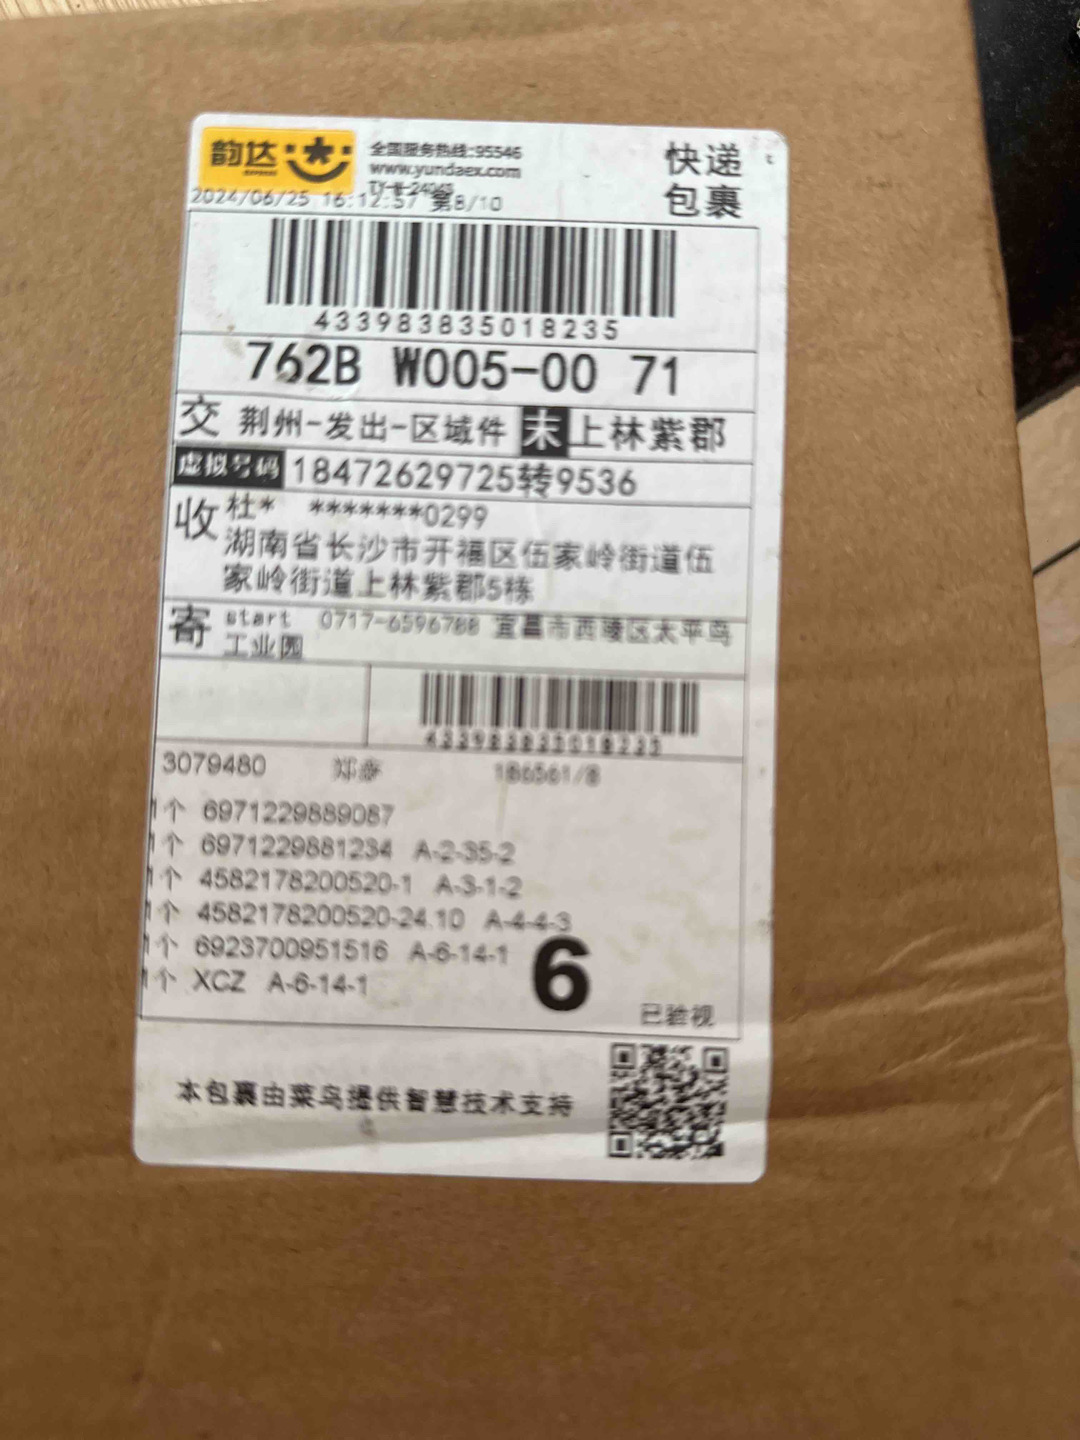 韵达
全国服务热线:95546
www.yundaex.com
快递
包裹
2024/06/25 16:12:57 第8/10
433983835018235
762B W005-00 71
交 荆州-发出-区域件 末 上林紫郡
虚拟号码 18472629725转9536
收 杜* *******0299
湖南省长沙市开福区伍家岭街道伍
家岭街道上林紫郡5栋
寄 start 0717-6596788 宜昌市西陵区太平鸟
工业园
433983835018235
3079480 186561/8
1个 6971229889087
1个 6971229881234 A-2-35-2
1个 4582178200520-1 A-3-1-2
1个 4582178200520-24.10 A-4-4-3
1个 6923700951516 A-6-14-1
1个 XCZ A-6-14-1
6
已验视
本包裹由菜鸟提供智慧技术支持